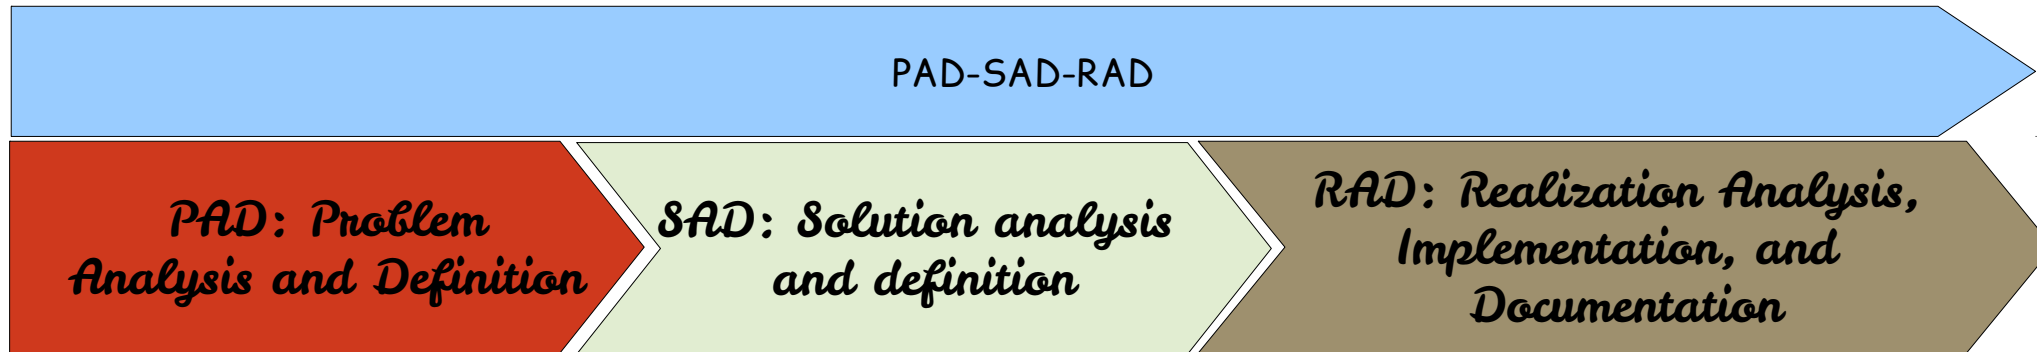 PAD-SAD-RAD
PAD: Problem
Analysis and Definition
SAD: Solution analysis
and definition
RAD: Realization Analysis,
Implementation, and
Documentation